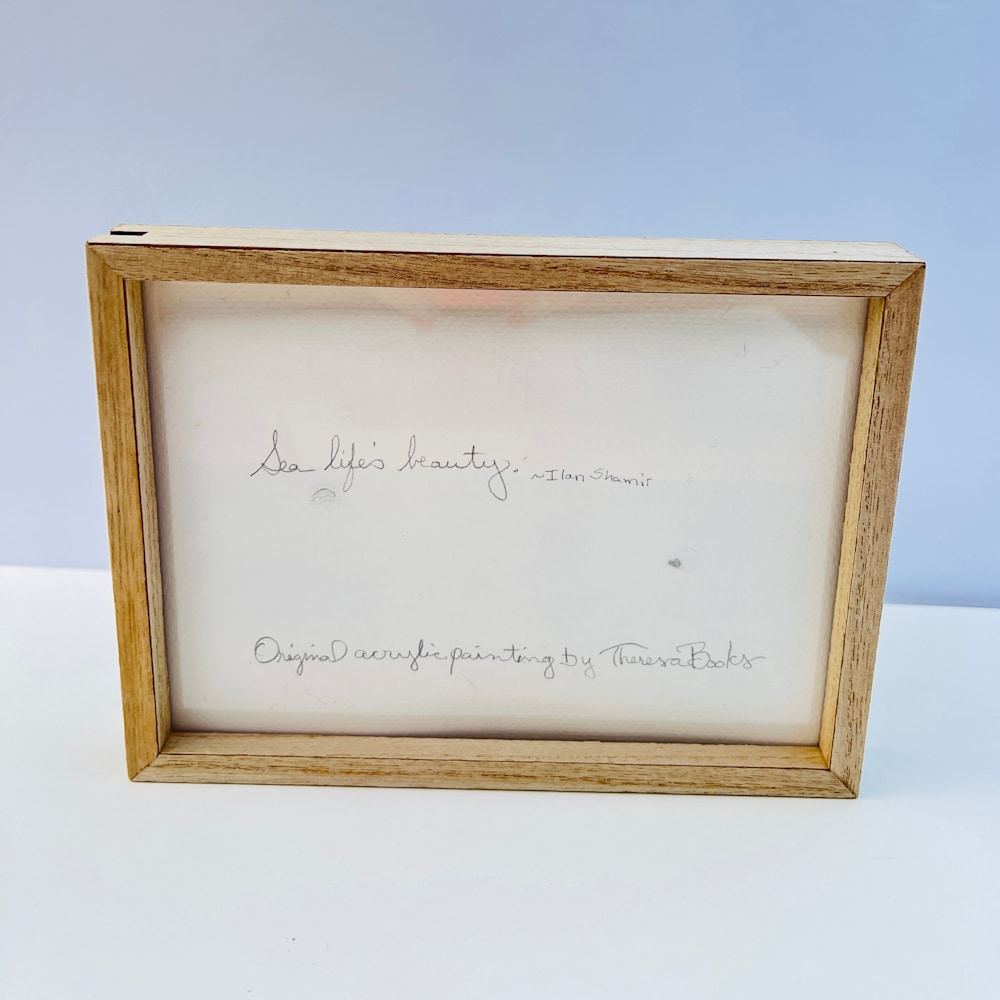 Sea life's beauty. ~Ilan Shamir
Original acrylic painting by Theresa Books